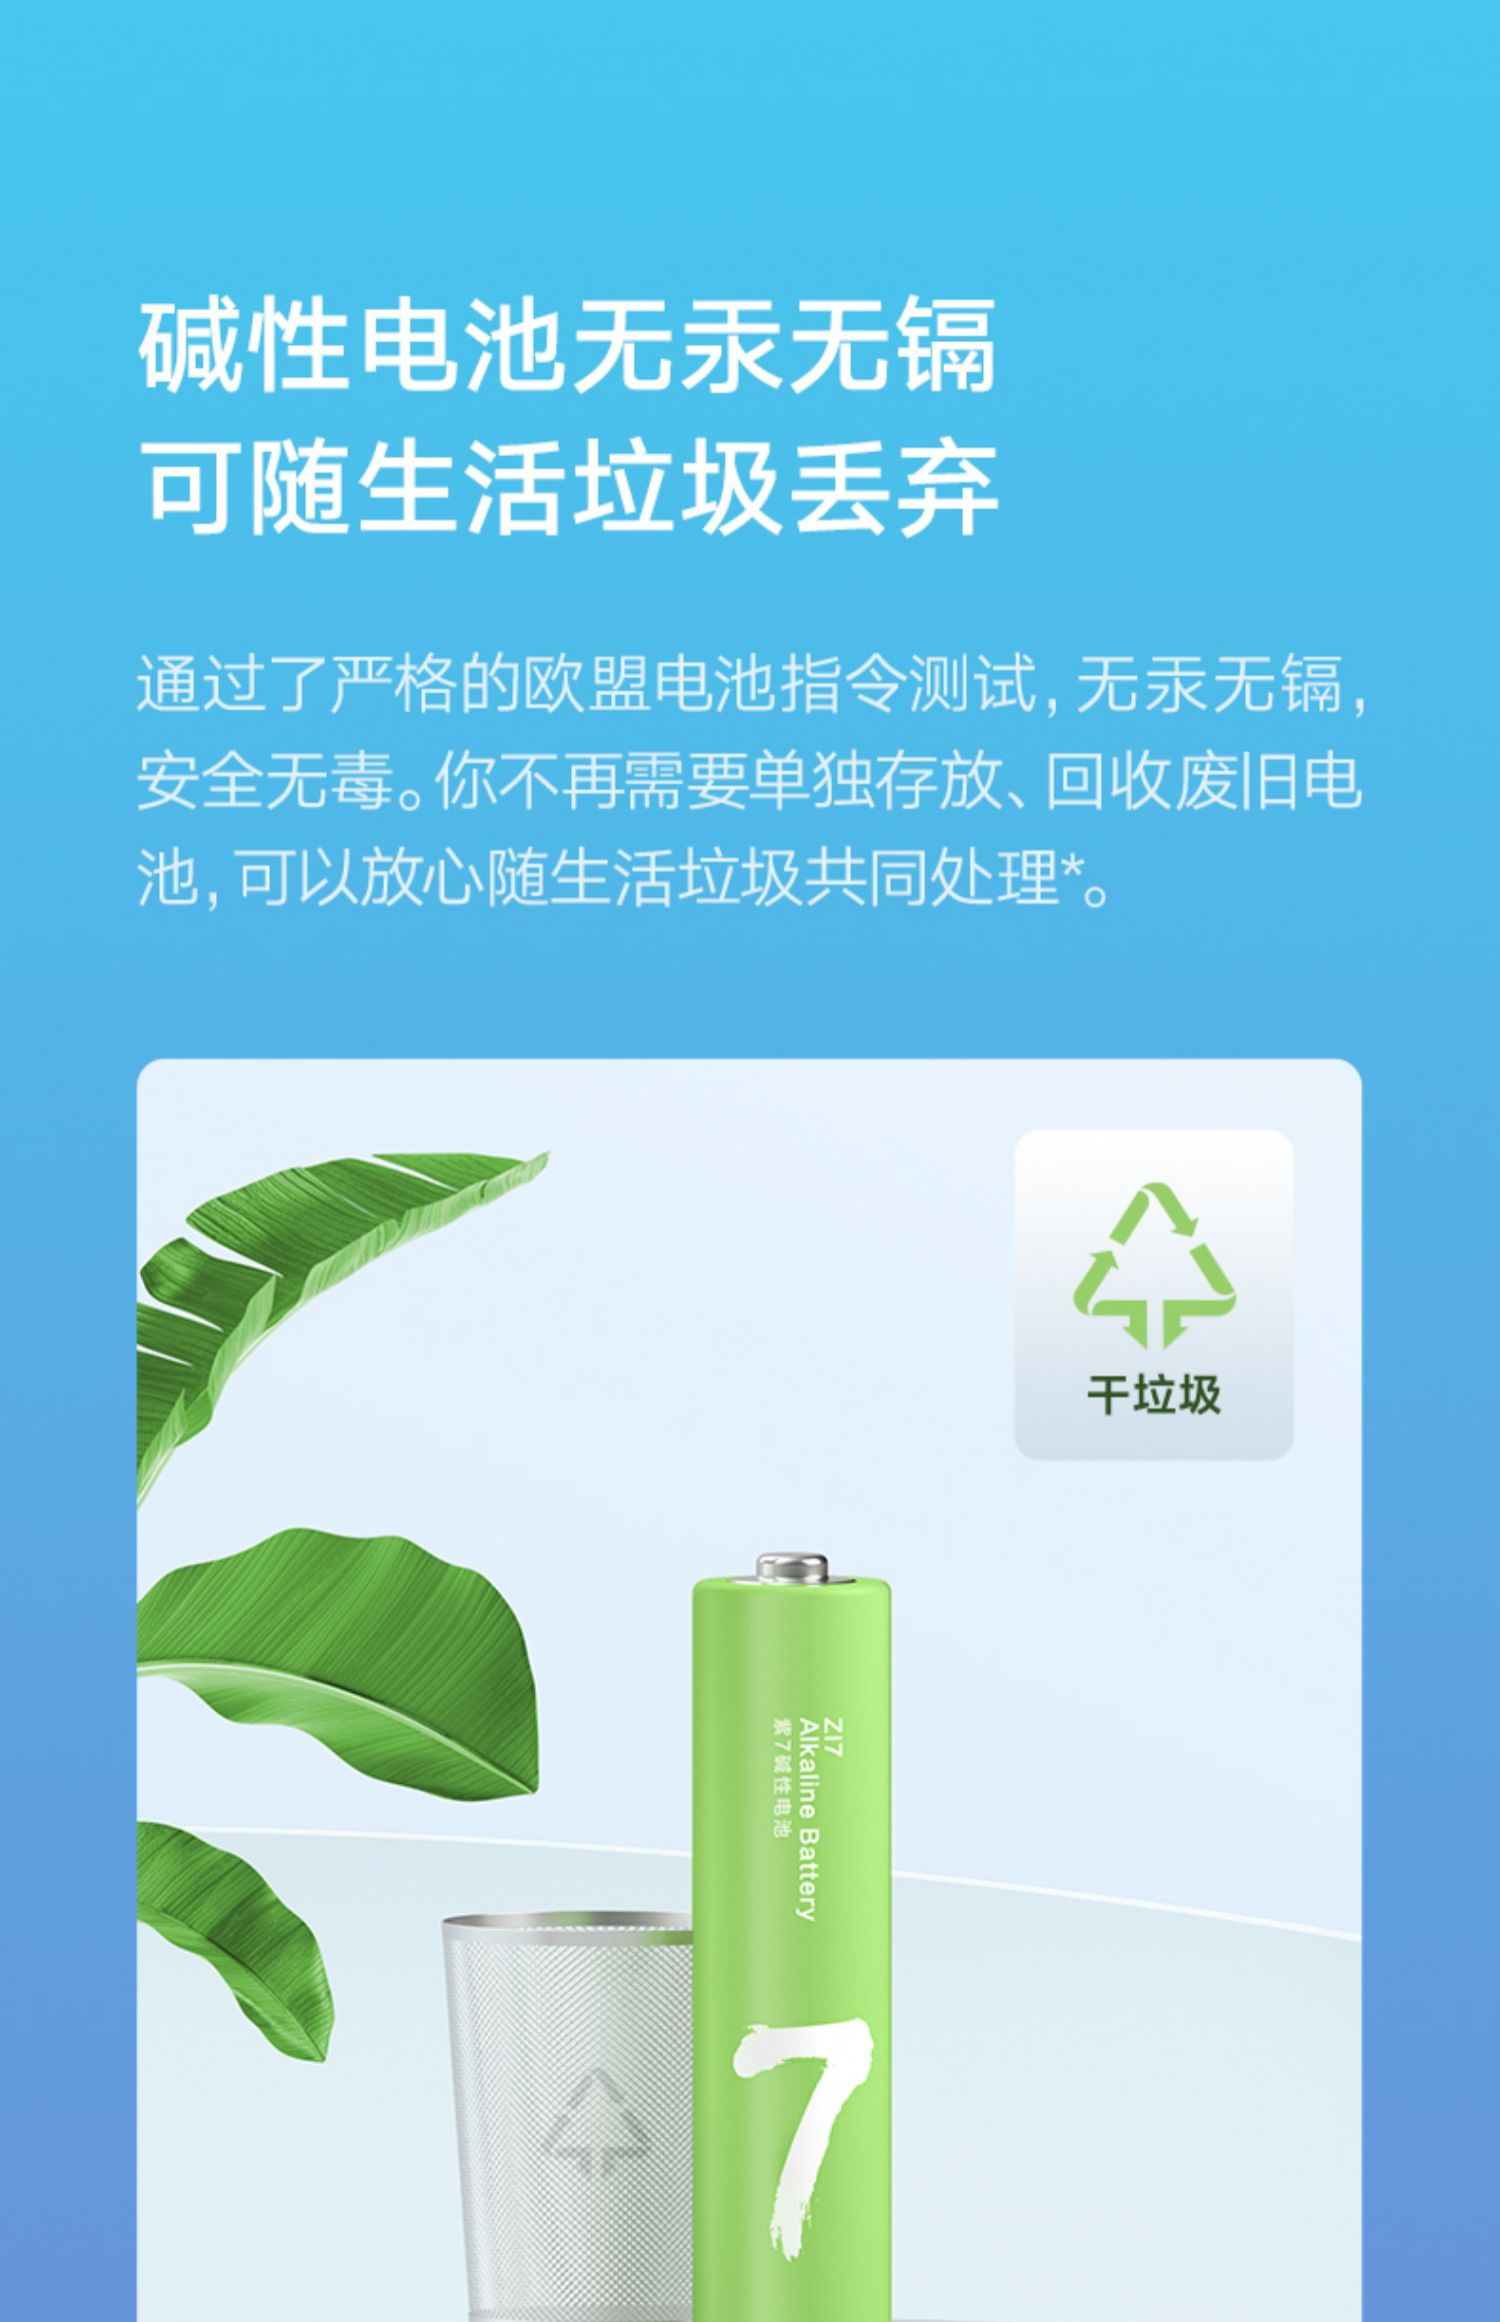 碱性电池无汞无镉
可随生活垃圾丢弃
通过了严格的欧盟电池指令测试，无汞无镉，
安全无毒。你不再需要单独存放、回收废旧电
池，可以放心随生活垃圾共同处理*。
干垃圾
ZI7
Alkaline Battery
紫7碱性电池
7